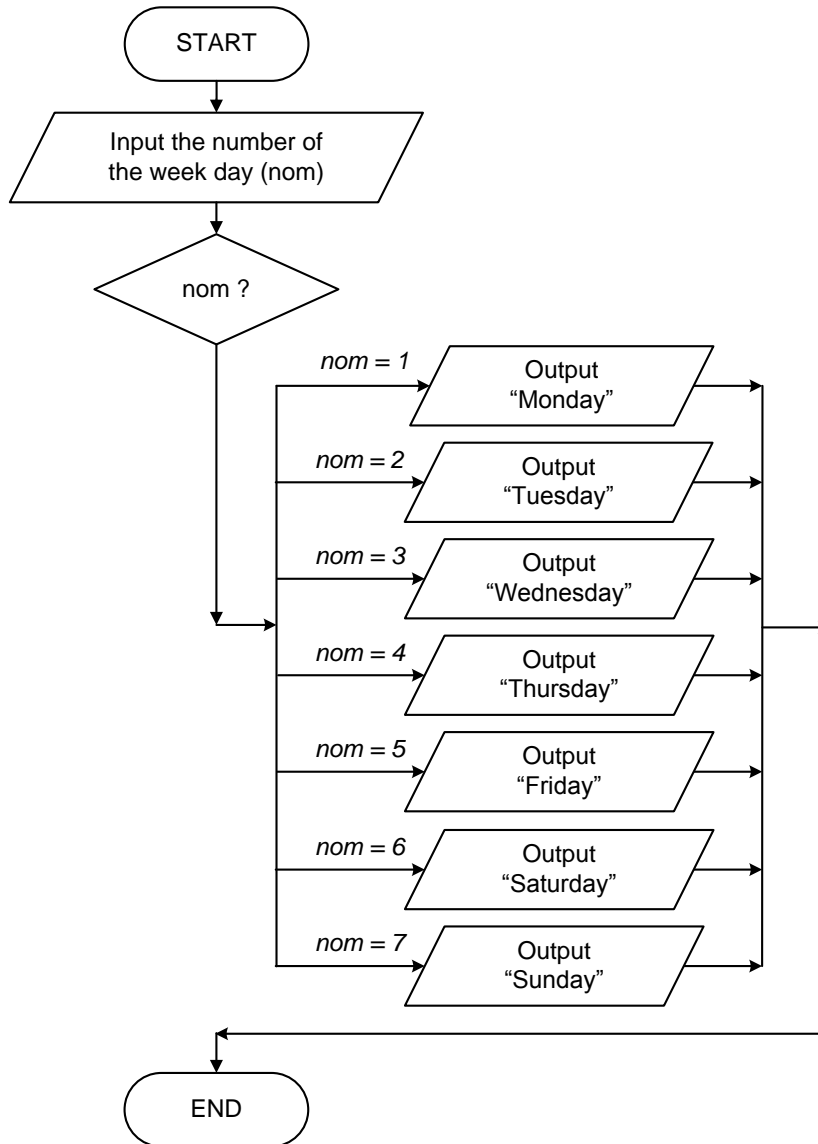 START
Input the number of
the week day (nom)
nom ?
nom = 1
Output
“Monday”
nom = 2
Output
“Tuesday”
nom = 3
Output
“Wednesday”
nom = 4
Output
“Thursday”
nom = 5
Output
“Friday”
nom = 6
Output
“Saturday”
nom = 7
Output
“Sunday”
END